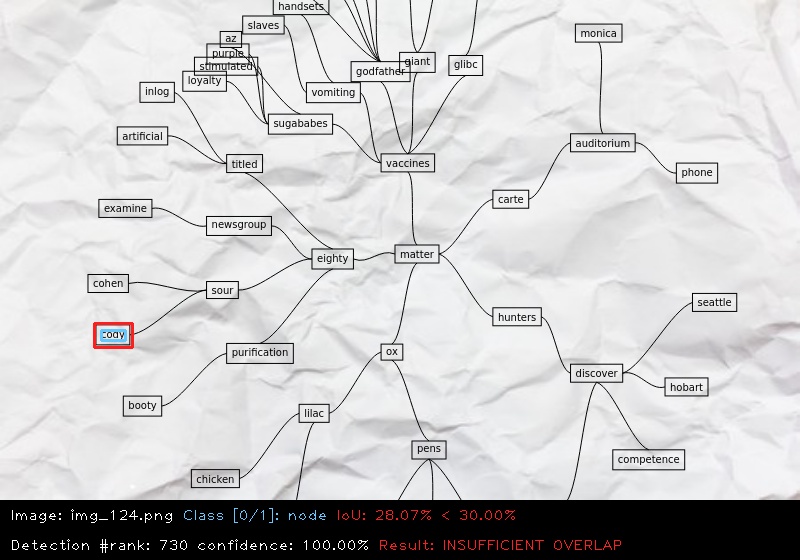 handsets
slaves
az
purple
stimulated
loyalty
godfather
giant
glibc
monica
inlog
vomiting
artificial
sugababes
titled
vaccines
auditorium
phone
examine
newsgroup
carte
eighty
matter
cohen
sour
seattle
hunters
cody
purification
ox
discover
hobart
booty
lilac
pens
competence
chicken
Image: img_124.png Class [0/1]: node IoU: 28.07% < 30.00%
Detection #rank: 730 confidence: 100.00% Result: INSUFFICIENT OVERLAP